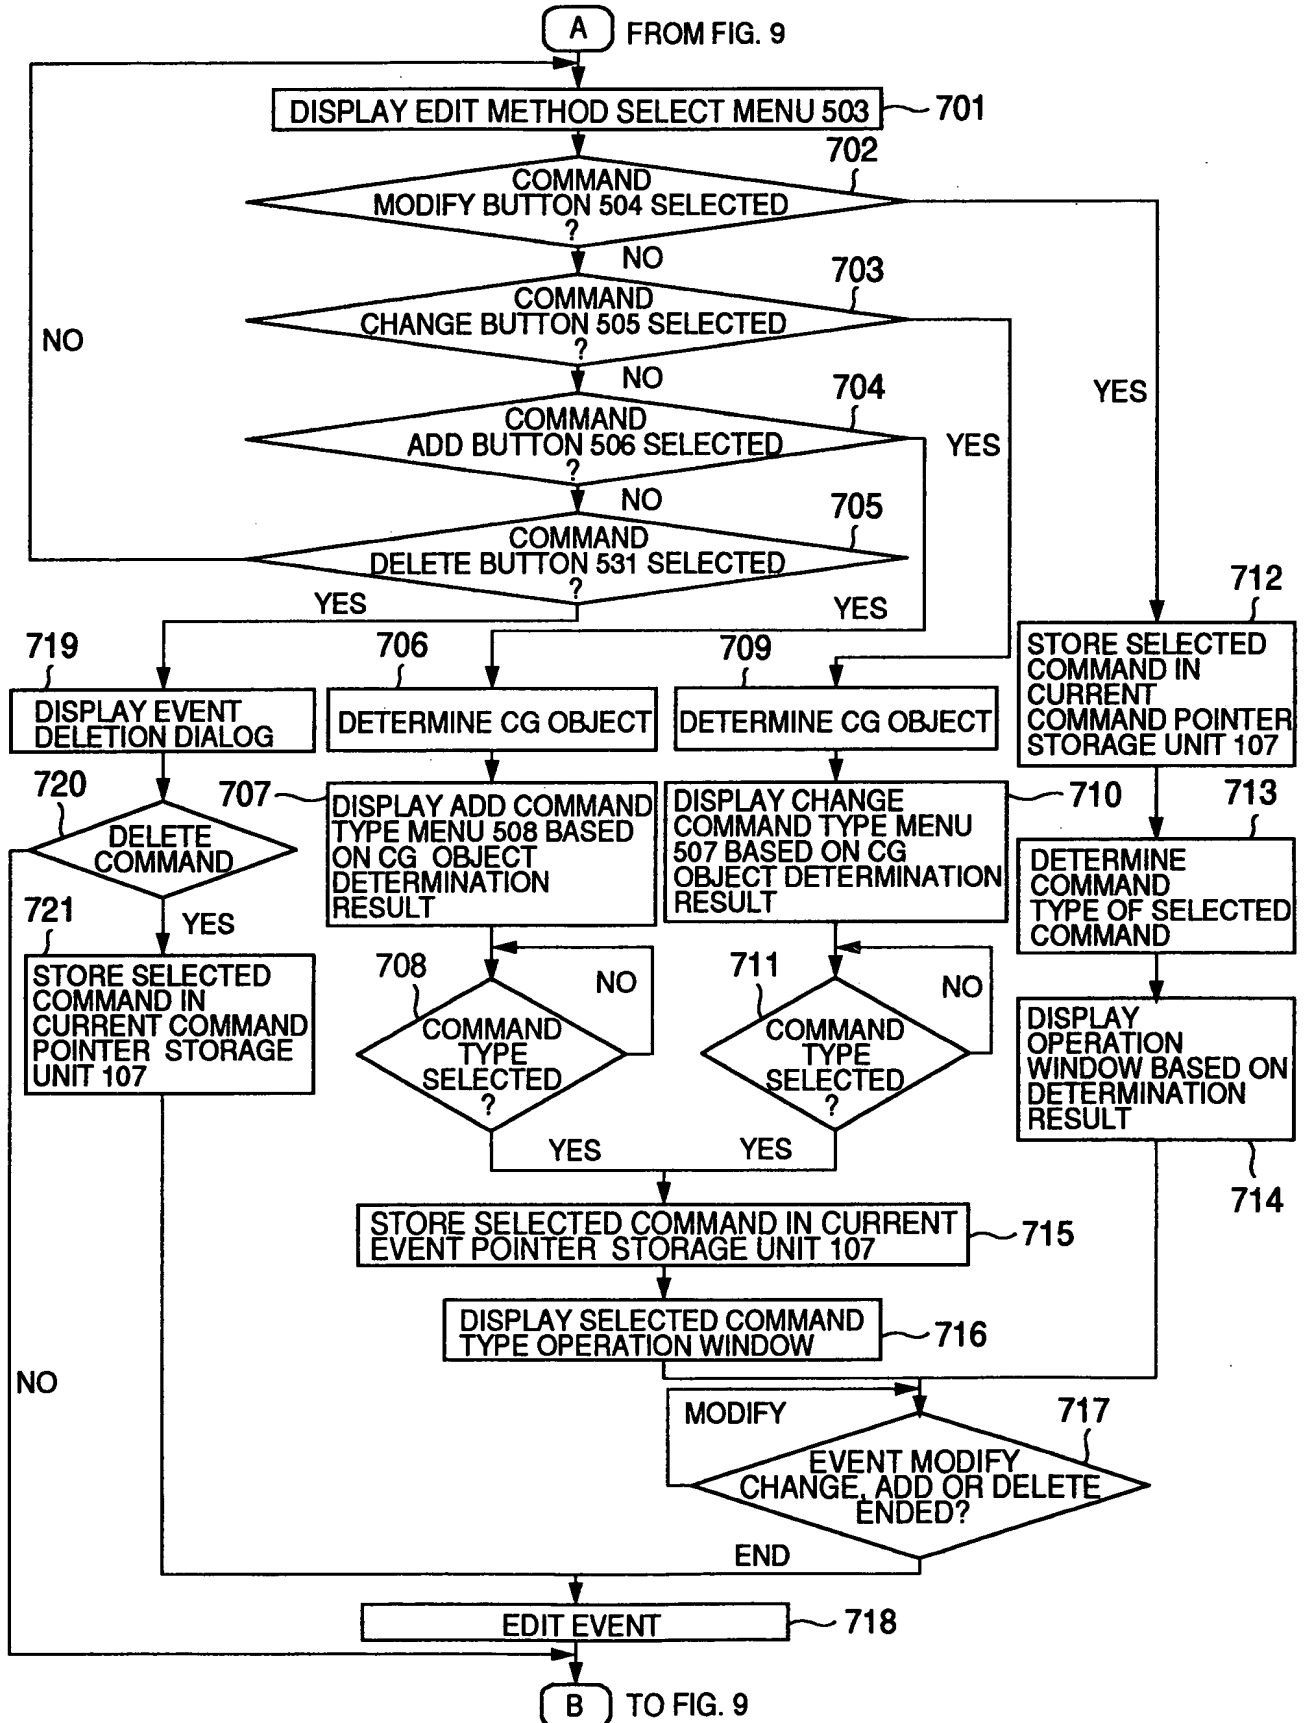 A FROM FIG. 9
DISPLAY EDIT METHOD SELECT MENU 503
701
702
COMMAND
MODIFY BUTTON 504 SELECTED
?
NO
703
COMMAND
CHANGE BUTTON 505 SELECTED
?
NO
NO
YES
704
COMMAND
ADD BUTTON 506 SELECTED
?
YES
NO
705
COMMAND
DELETE BUTTON 531 SELECTED
?
YES
YES
719
DISPLAY EVENT
DELETION DIALOG
706
DETERMINE CG OBJECT
709
DETERMINE CG OBJECT
712
STORE SELECTED
COMMAND IN
CURRENT
COMMAND POINTER
STORAGE UNIT 107
720
DELETE
COMMAND
NO
YES
707
DISPLAY ADD COMMAND
TYPE MENU 508 BASED
ON CG OBJECT
DETERMINATION
RESULT
DISPLAY CHANGE
COMMAND TYPE MENU
507 BASED ON CG
OBJECT DETERMINATION
RESULT
710
713
DETERMINE
COMMAND
TYPE OF SELECTED
COMMAND
721
STORE SELECTED
COMMAND IN
CURRENT COMMAND
POINTER STORAGE
UNIT 107
708
NO
COMMAND
TYPE
SELECTED
?
YES
711
NO
COMMAND
TYPE
SELECTED
?
YES
DISPLAY
OPERATION
WINDOW BASED ON
DETERMINATION
RESULT
714
STORE SELECTED COMMAND IN CURRENT
EVENT POINTER STORAGE UNIT 107
715
DISPLAY SELECTED COMMAND
TYPE OPERATION WINDOW
716
MODIFY
717
EVENT MODIFY
CHANGE, ADD OR DELETE
ENDED?
END
EDIT EVENT
718
B TO FIG. 9